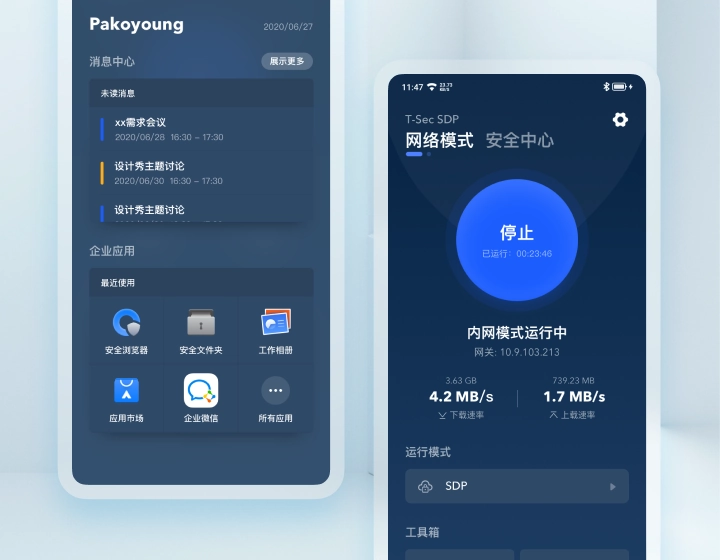 Pakoyoung
2020/06/27
消息中心
展示更多
未读消息
xx需求会议
2020/06/28 16:30 – 17:30
设计秀主题讨论
2020/06/30 16:30 – 17:30
设计秀主题讨论
企业应用
最近使用
安全浏览器
安全文件夹
工作相册
应用市场
企业微信
所有应用
11:47
23.73
KB/S
T-Sec SDP
网络模式 安全中心
停止
已运行: 00:23:46
内网模式运行中
网关: 10.9.103.213
3.63 GB
739.23 MB
4.2 MB/s
1.7 MB/s
下载速率
上载速率
运行模式
SDP
工具箱